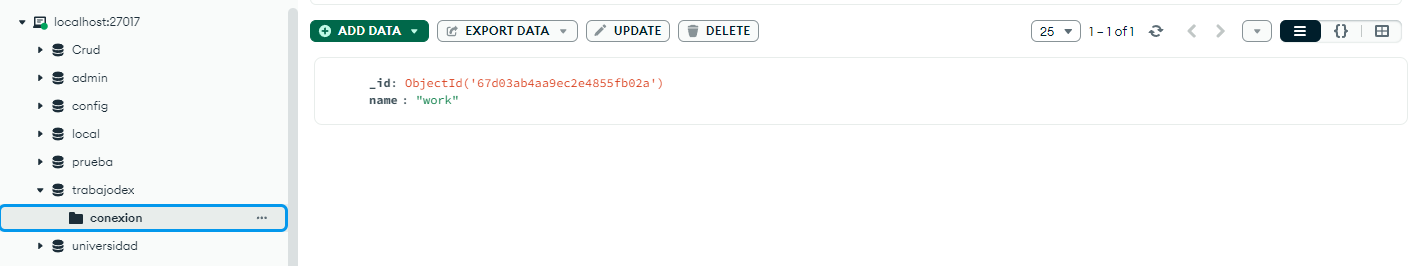 localhost:27017
Crud
admin
config
local
prueba
trabajodex
conexion
universidad
ADD DATA EXPORT DATA UPDATE DELETE 25 1 – 1 of 1 {}
_id: ObjectId('67d03ab4aa9ec2e4855fb02a')
name : "work"